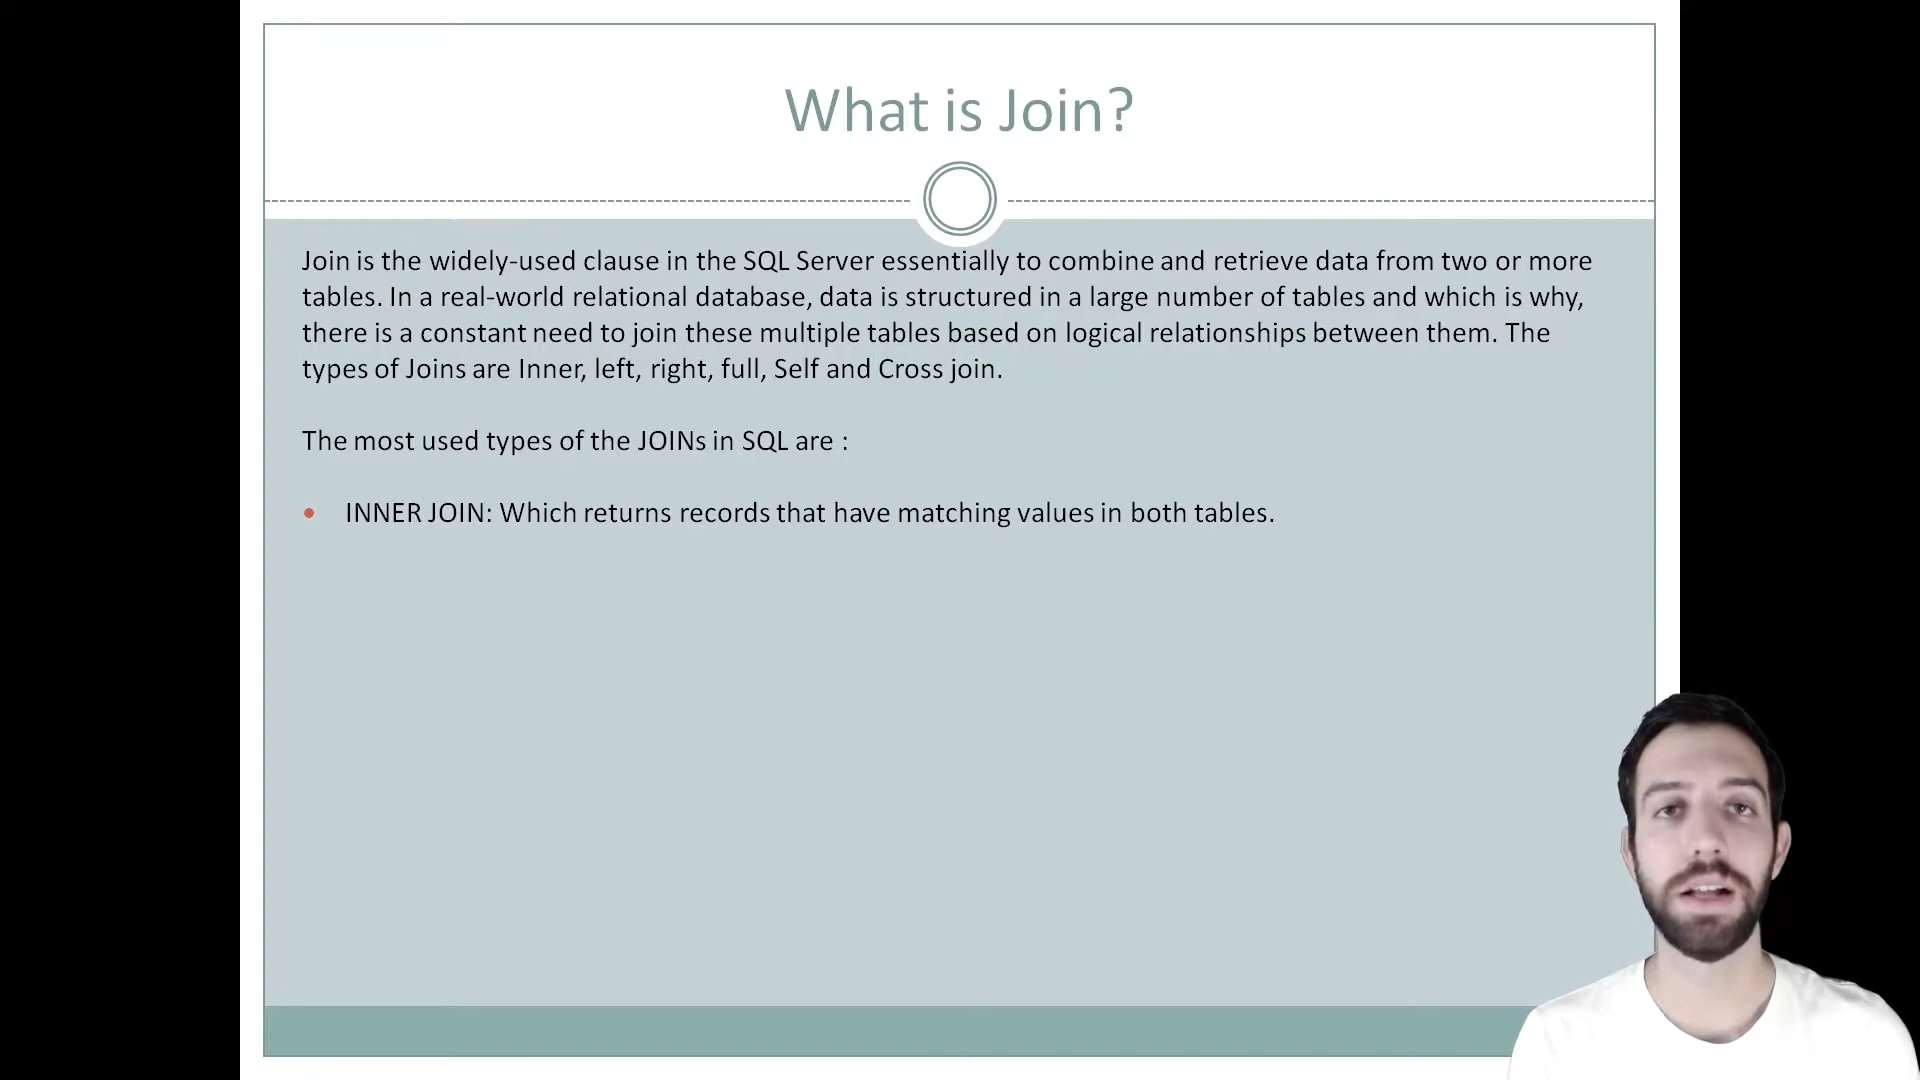 What is Join?
Join is the widely-used clause in the SQL Server essentially to combine and retrieve data from two or more
tables. In a real-world relational database, data is structured in a large number of tables and which is why,
there is a constant need to join these multiple tables based on logical relationships between them. The
types of Joins are Inner, left, right, full, Self and Cross join.
The most used types of the JOINs in SQL are :
• INNER JOIN: Which returns records that have matching values in both tables.